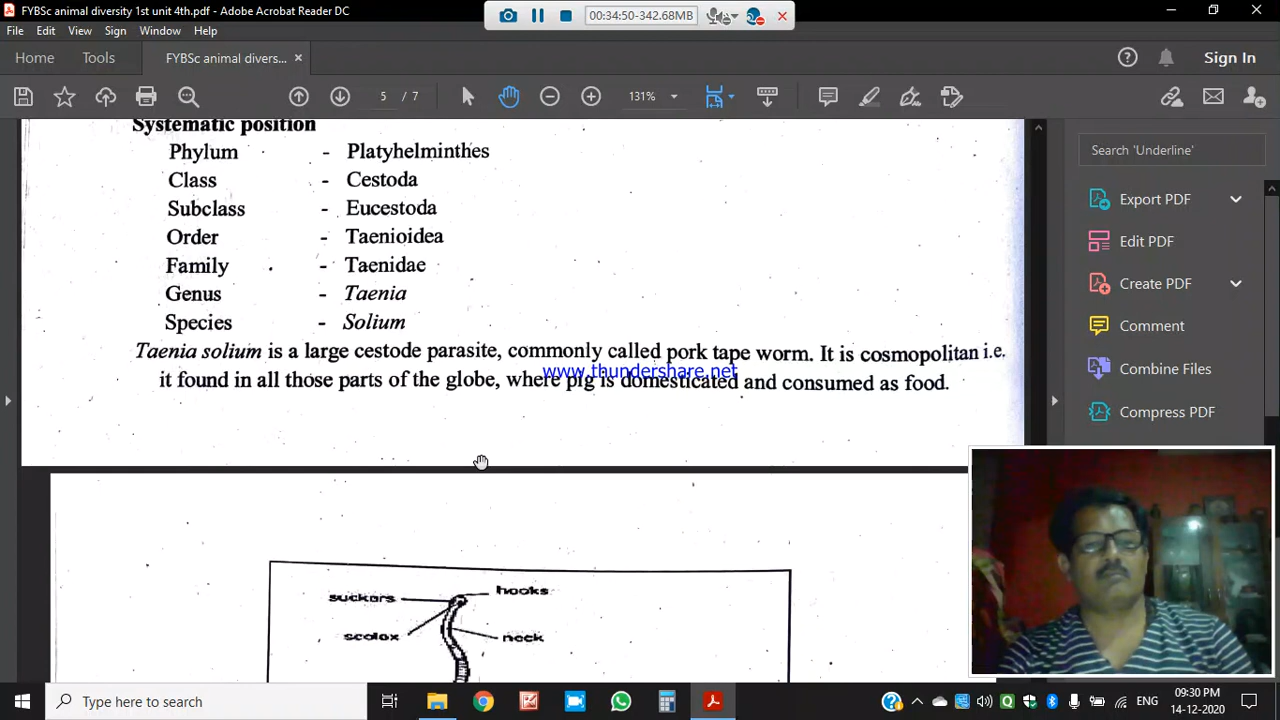 FYBSc animal diversity 1st unit 4th.pdf - Adobe Acrobat Reader DC
00:34:50-342.68MB
File Edit View Sign Window Help
Home Tools FYBSc animal divers... × Sign In
5 / 7 131%
Systematic position
Phylum - Platyhelminthes
Class - Cestoda
Subclass - Eucestoda
Order - Taenioidea
Family - Taenidae
Genus - Taenia
Species - Solium
Taenia solium is a large cestode parasite, commonly called pork tape worm. It is cosmopolitan i.e.
it found in all those parts of the globe, where pig is domesticated and consumed as food.
www.thundershare.net
suckers hooks
scolex neck
Search 'Underline'
Export PDF
Edit PDF
Create PDF
Comment
Combine Files
Compress PDF
Type here to search
ENG
09:30 PM
14-12-2020